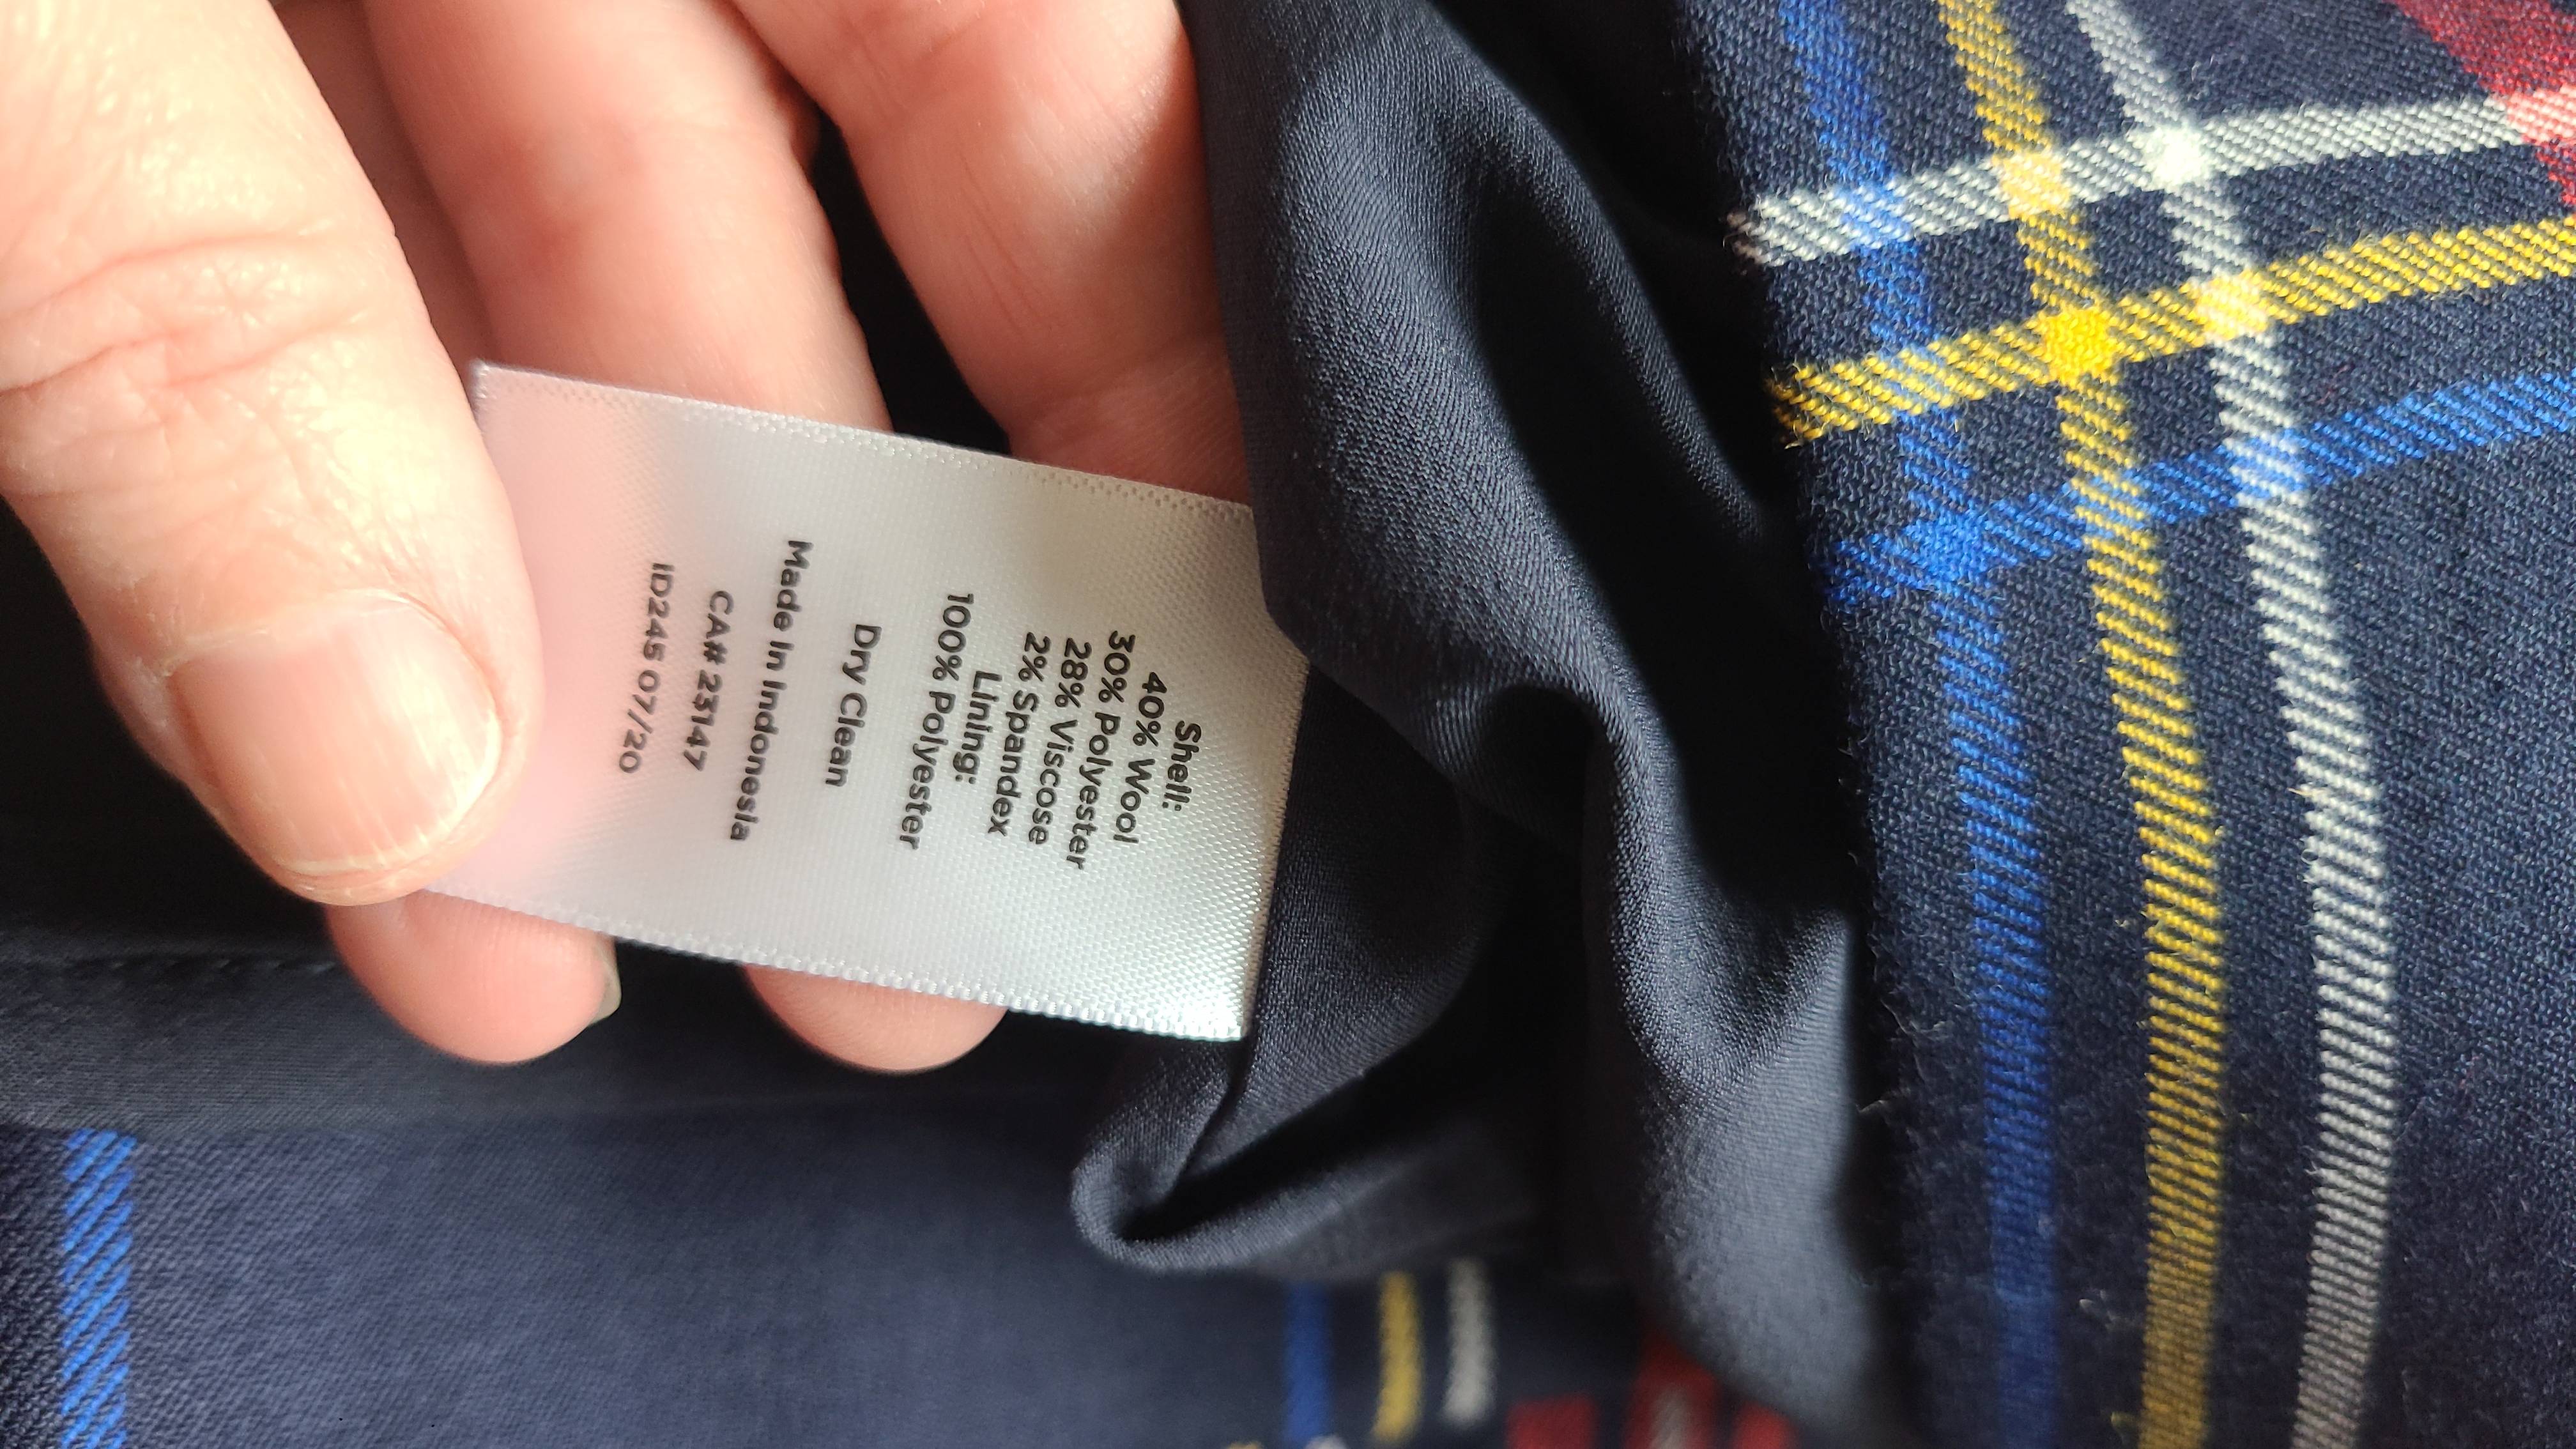 Shell:
40% Wool
30% Polyester
28% Viscose
2% Spandex
Lining:
100% Polyester
Dry Clean
Made In Indonesia
CA# 23147
ID245 07/20